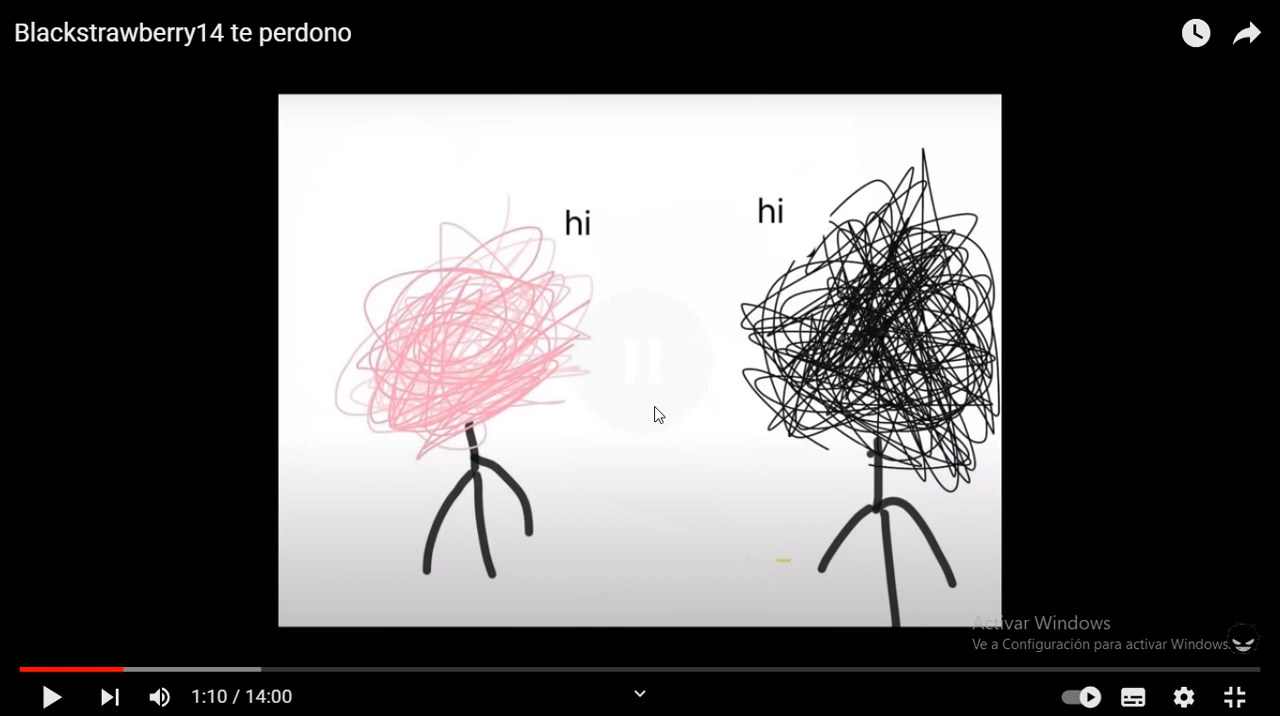 Blackstrawberry14 te perdono
hi
hi
Activar Windows
Ve a Configuración para activar Windows.
1:10 / 14:00